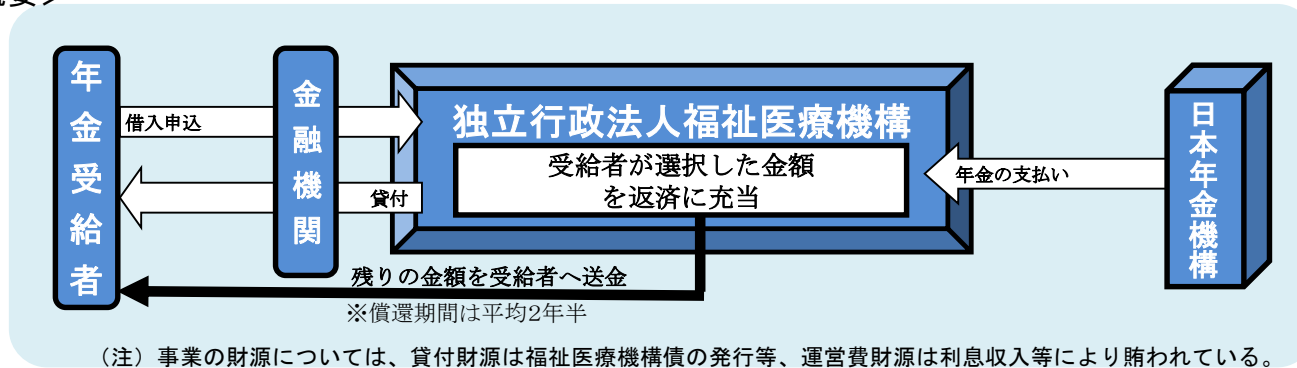 年金受給者
金融機関
借入申込
貸付
独立行政法人福祉医療機構
受給者が選択した金額
を返済に充当
年金の支払い
日本年金機構
残りの金額を受給者へ送金
※償還期間は平均2年半
（注）事業の財源については、貸付財源は福祉医療機構債の発行等、運営費財源は利息収入等により賄われている。